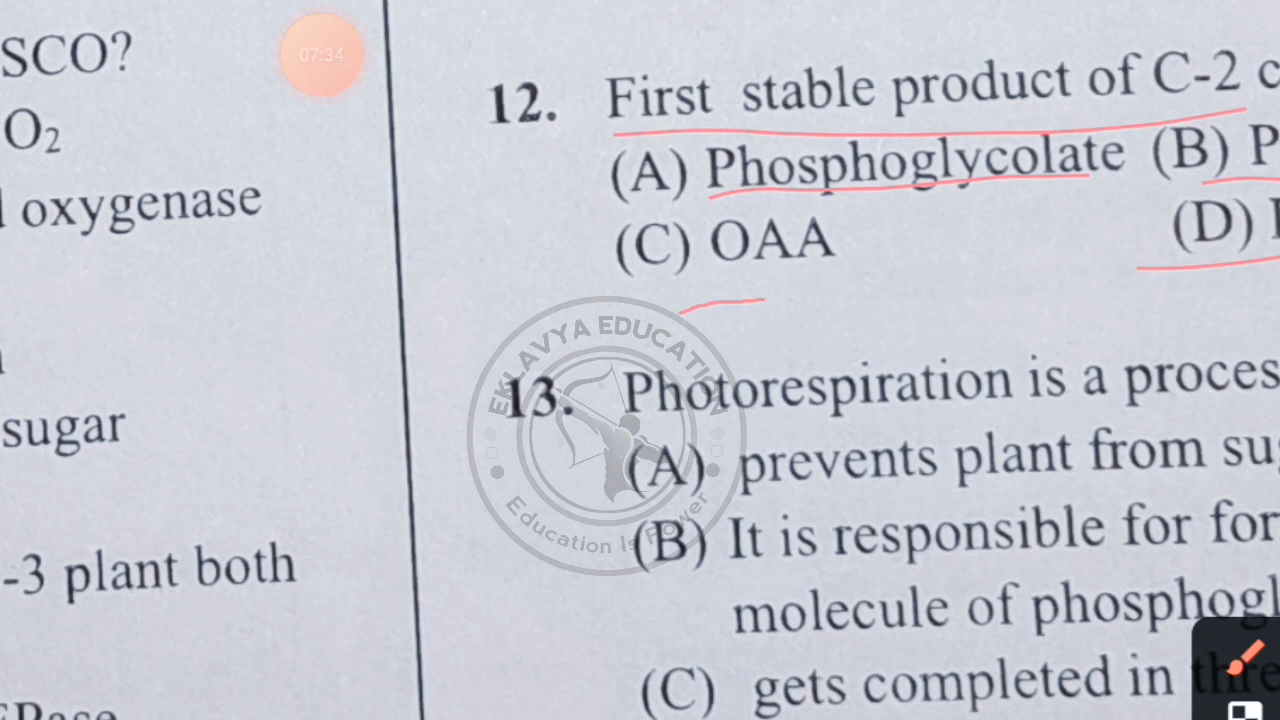 SCO?
O2
oxygenase
sugar
-3 plant both
07:34
12. First stable product of C-2 c
(A) Phosphoglycolate (B) P
(C) OAA (D)
13. Photorespiration is a proces
(A) prevents plant from su
(B) It is responsible for for
molecule of phosphogl
(C) gets completed in thre
EKLAVYA EDUCATION
Education Is Power